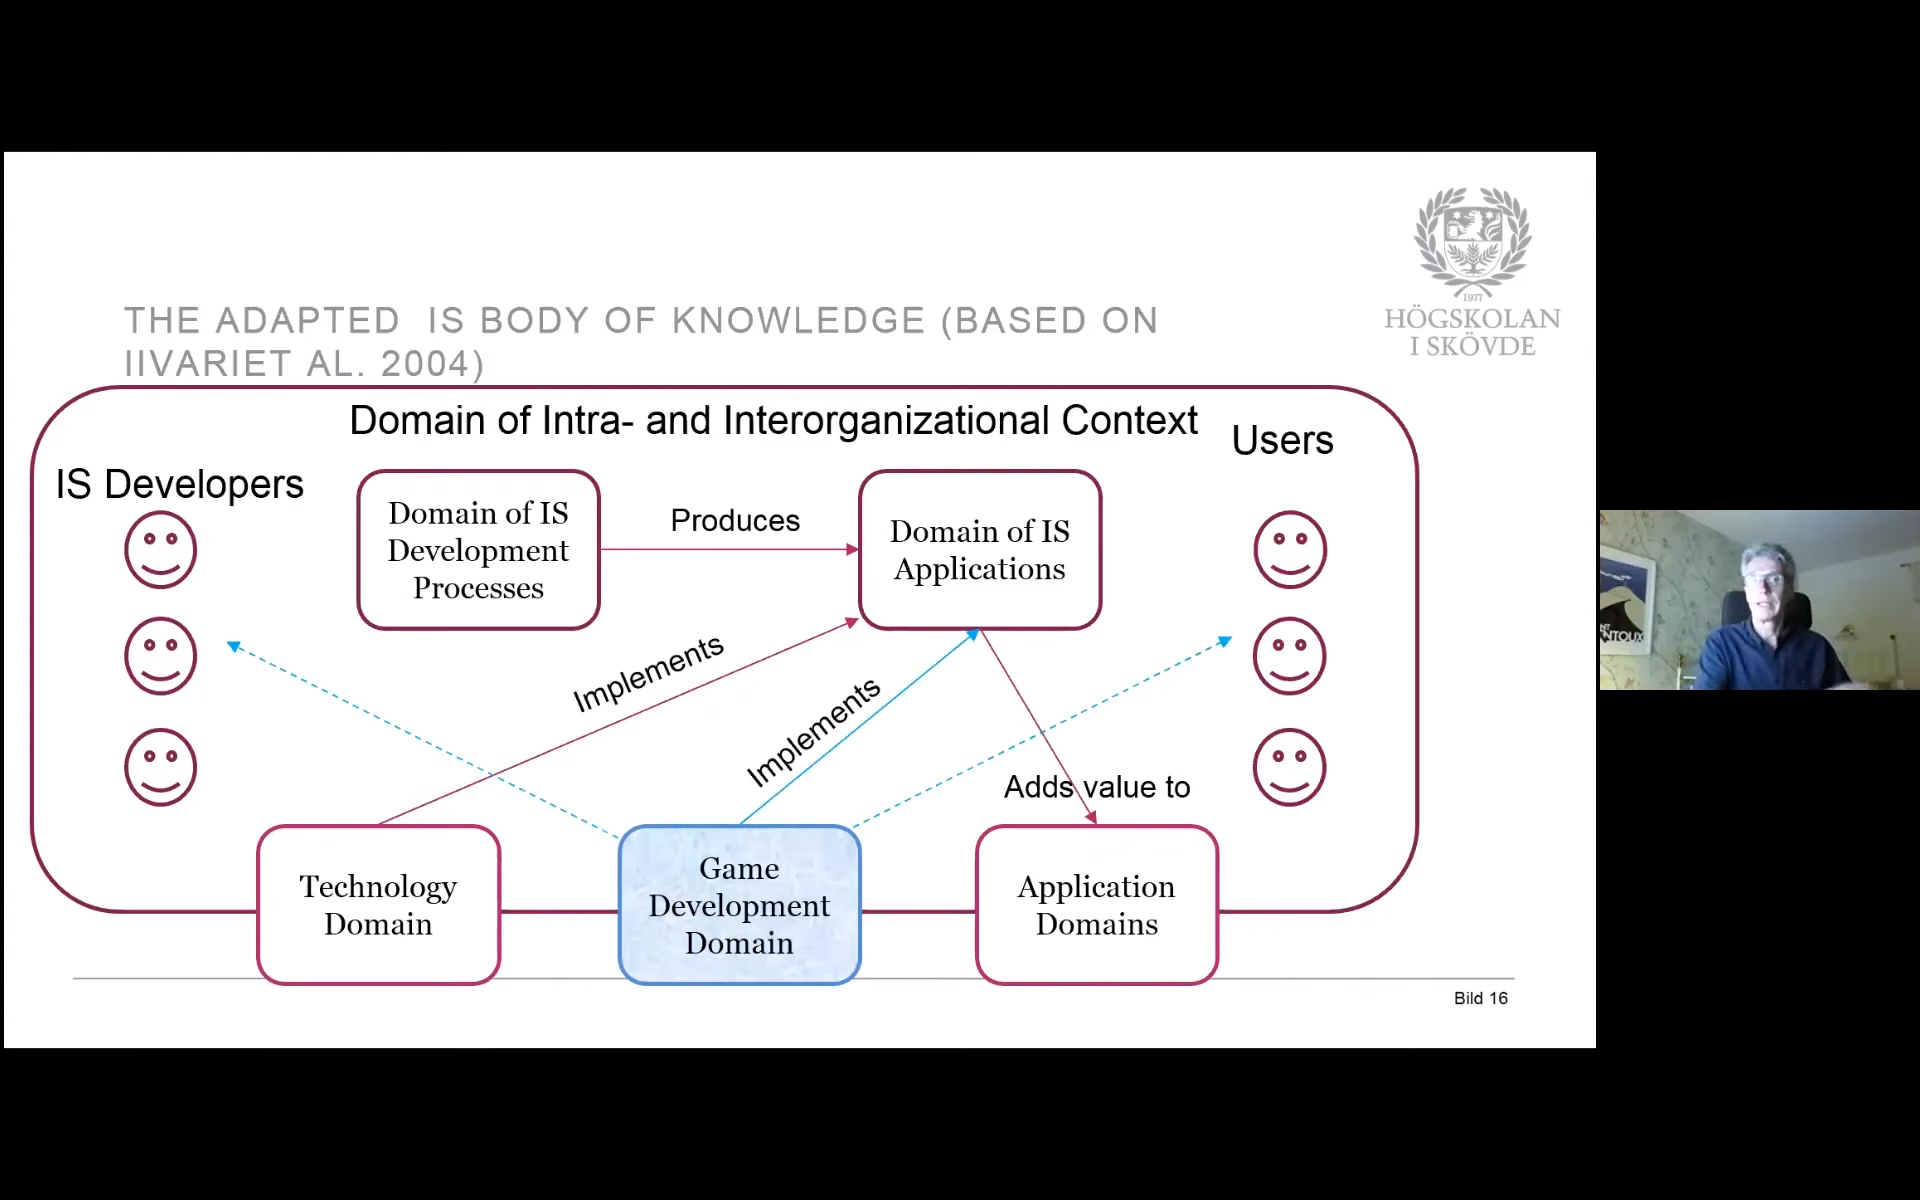 1977
HÖGSKOLAN
I SKÖVDE
THE ADAPTED IS BODY OF KNOWLEDGE (BASED ON
IIVARIET AL. 2004)
Domain of Intra- and Interorganizational Context
Users
IS Developers
Domain of IS
Development
Processes
Produces
Domain of IS
Applications
Implements
Implements
Adds value to
Technology
Domain
Game
Development
Domain
Application
Domains
Bild 16